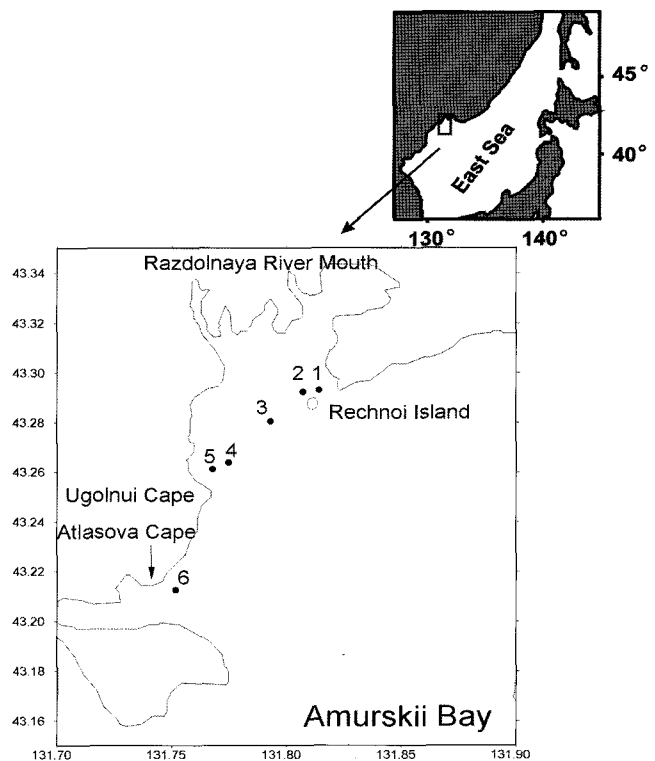 45°
40°
East Sea
130° 140°
Razdolnaya River Mouth
43.34
43.32
43.30
43.28
43.26
43.24
43.22
43.20
43.18
43.16
2 1
Rechnoi Island
3
5 4
Ugolnui Cape
Atlasova Cape
6
Amurskii Bay
131.70 131.75 131.80 131.85 131.90